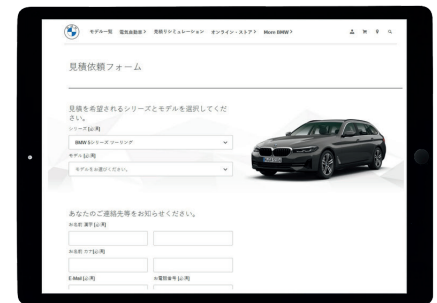 モデル一覧 電気自動車> 見積りシミュレーション オンライン・ストア> More BMW>
見積依頼フォーム
見積を希望されるシリーズとモデルを選択してくだ
さい。
シリーズ [必須]
BMW 5シリーズ ツーリング
モデル [必須]
モデルをお選びください。
あなたのご連絡先等をお知らせください。
お名前 漢字 [必須]
お名前 カナ [必須]
E-Mail [必須] お電話番号 [必須]